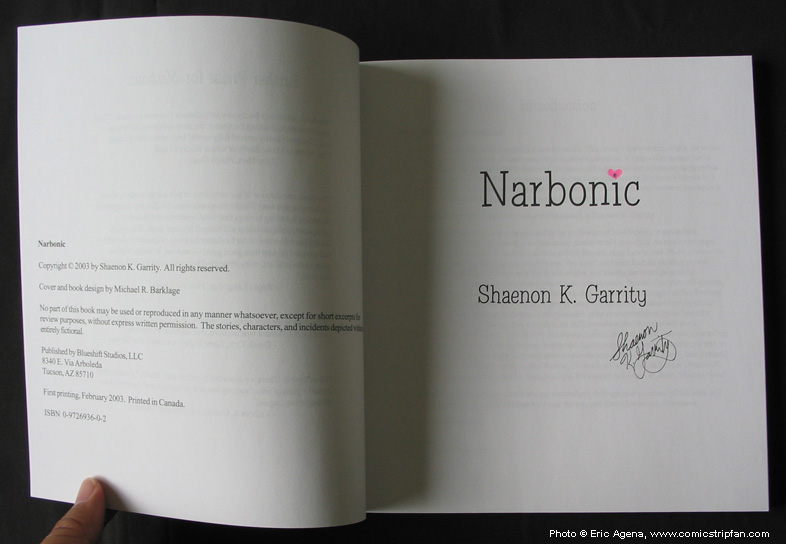 Narbonic
Copyright © 2003 by Shaenon K. Garrity. All rights reserved.
Cover and book design by Michael R. Barklage
No part of this book may be used or reproduced in any manner whatsoever, except for short excerpts for
review purposes, without express written permission. The stories, characters, and incidents depicted
entirely fictional.
Published by Blueshift Studios, LLC
8340 E. Via Arboleda
Tucson, AZ 85710
First printing, February 2003. Printed in Canada.
ISBN 0-9726936-0-2
Narbonic
Shaenon K. Garrity
Shaenon
K Garrity
Photo © Eric Agena, www.comicstripfan.com